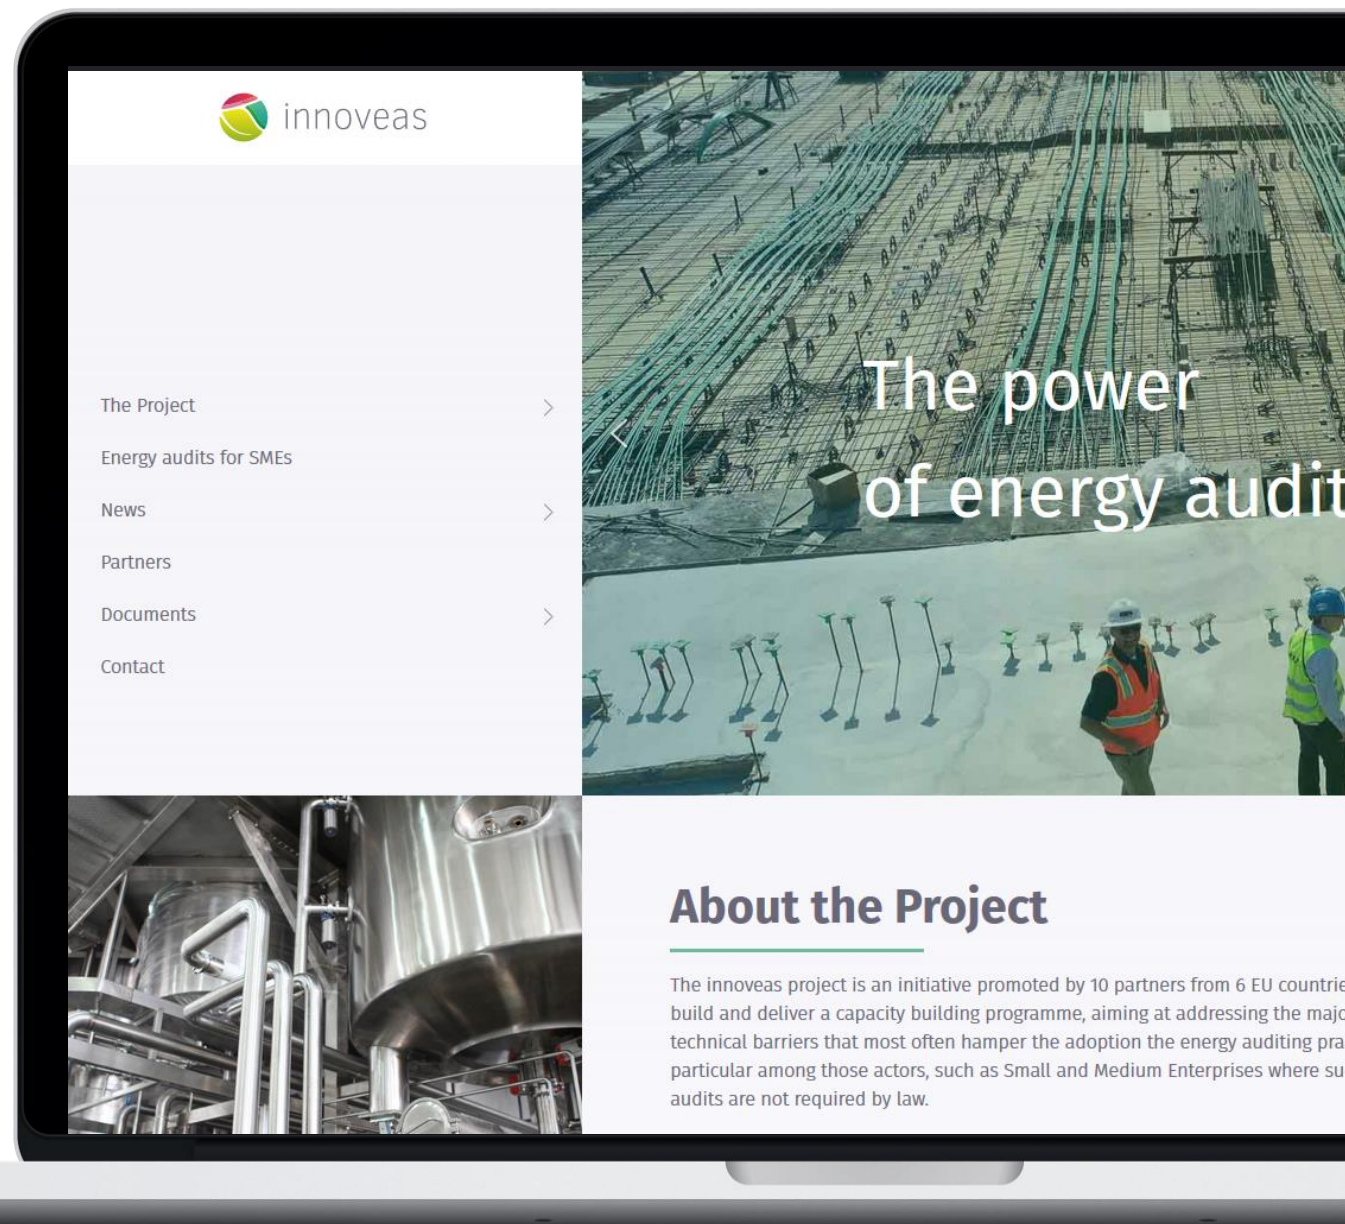 innoveas
The Project
Energy audits for SMEs
News
Partners
Documents
Contact
The power
of energy audit
About the Project
The innoveas project is an initiative promoted by 10 partners from 6 EU countrie
build and deliver a capacity building programme, aiming at addressing the majo
technical barriers that most often hamper the adoption the energy auditing pra
particular among those actors, such as Small and Medium Enterprises where su
audits are not required by law.